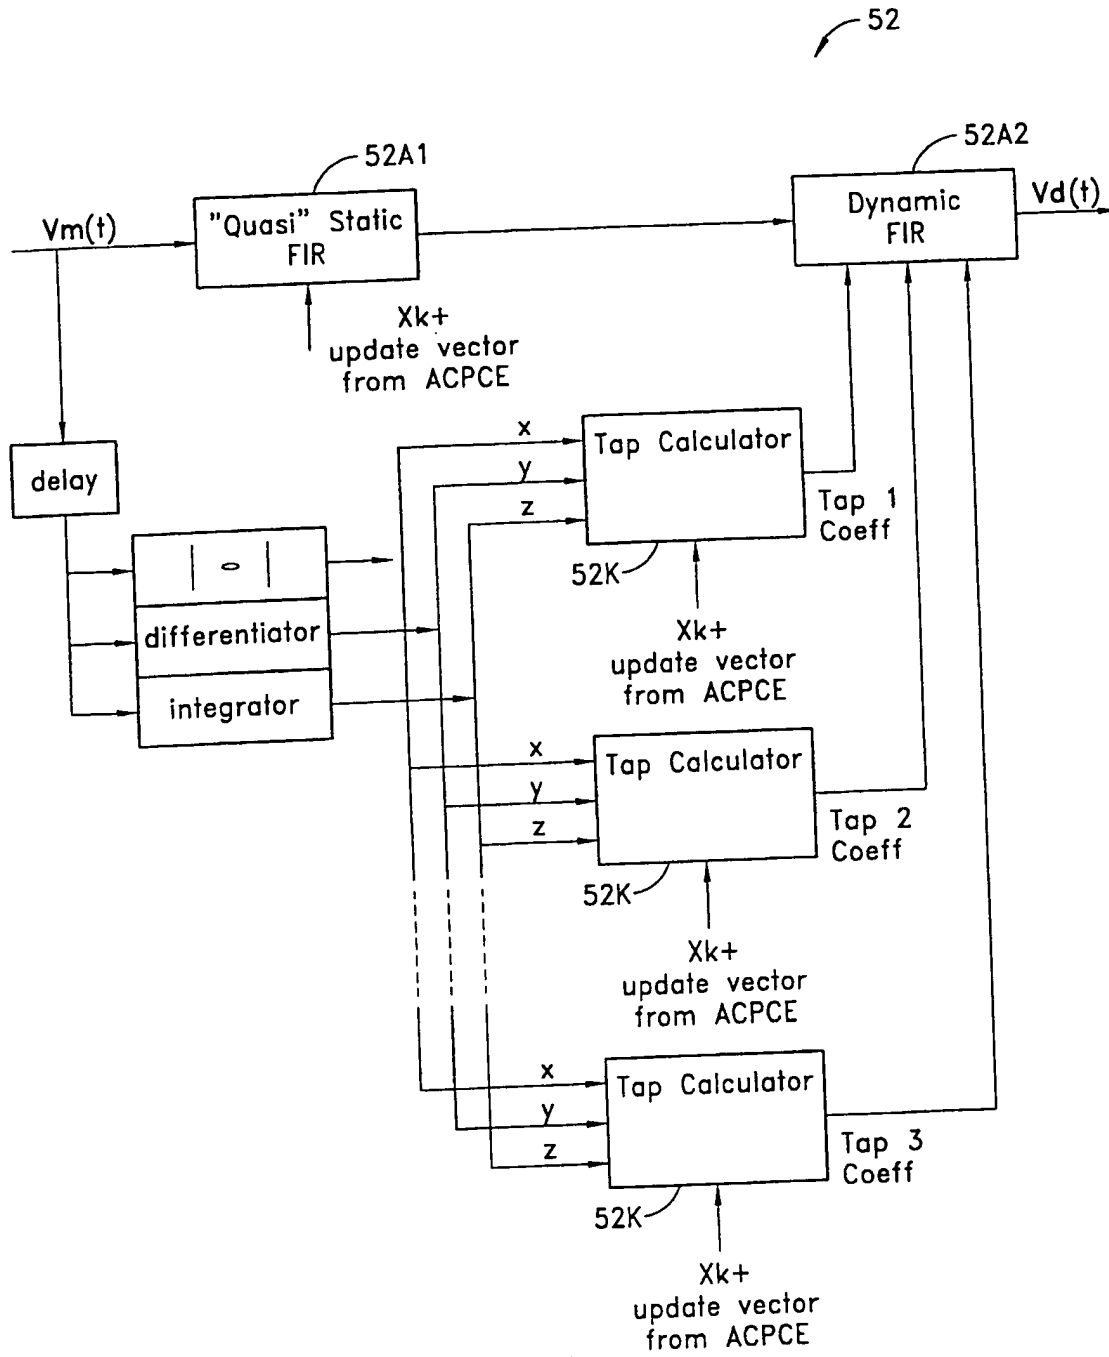 52
52A1
52A2
Vm(t)
"Quasi" Static
FIR
Dynamic
FIR
Vd(t)
Xk+
update vector
from ACPCE
delay
| o |
differentiator
integrator
x
y
z
Tap Calculator
Tap 1
Coeff
52K
Xk+
update vector
from ACPCE
x
y
z
Tap Calculator
Tap 2
Coeff
52K
Xk+
update vector
from ACPCE
x
y
z
Tap Calculator
Tap 3
Coeff
52K
Xk+
update vector
from ACPCE